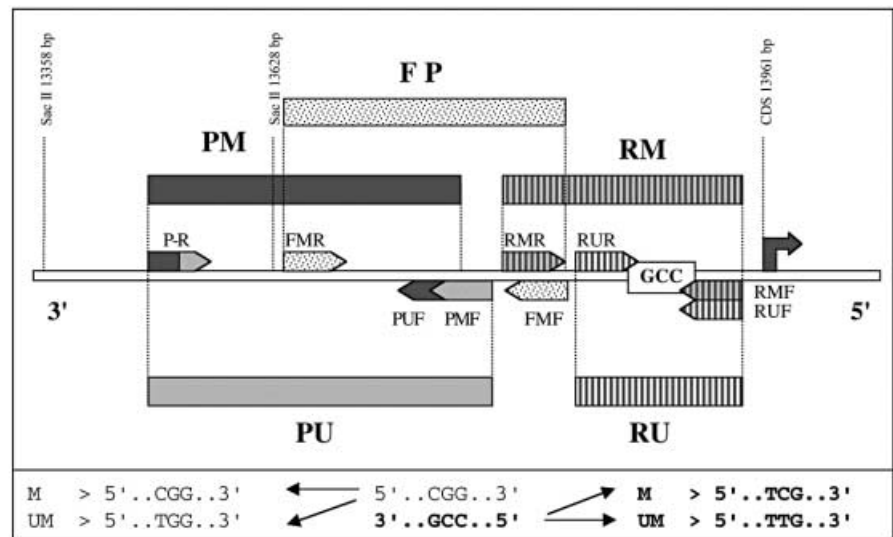 Sac II 13358 bp
Sac II 13628 bp
CDS 13961 bp
F P
PM
RM
P-R
FMR
RMR
RUR
GCC
3'
PUF
PMF
FMF
RMF
RUF
5'
PU
RU
M > 5'..CGG..3' 5'..CGG..3' M > 5'..TCG..3'
UM > 5'..TGG..3' 3'..GCC..5' UM > 5'..TTG..3'